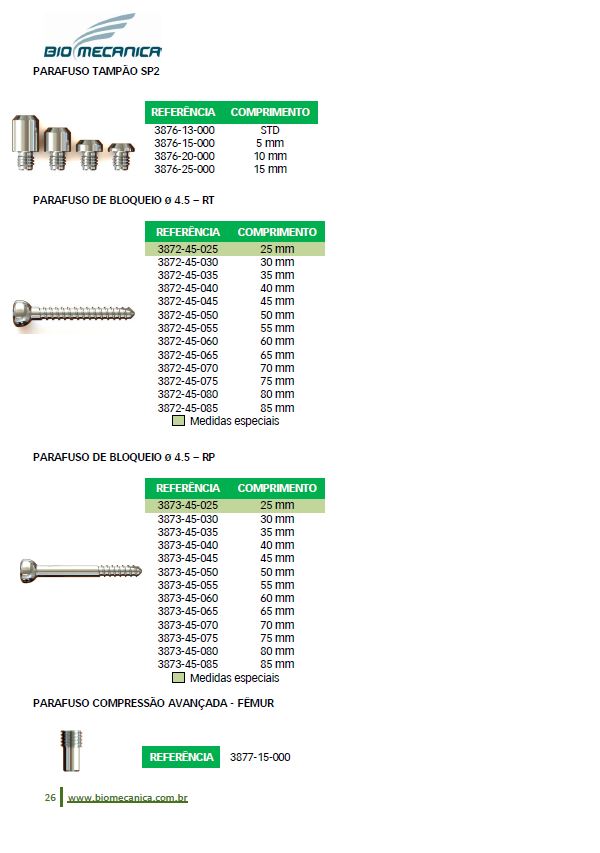 BIOMECANICA
PARAFUSO TAMPÃO SP2
REFERÊNCIA COMPRIMENTO
3876-13-000 STD
3876-15-000 5 mm
3876-20-000 10 mm
3876-25-000 15 mm
PARAFUSO DE BLOQUEIO ø 4.5 – RT
REFERÊNCIA COMPRIMENTO
3872-45-025 25 mm
3872-45-030 30 mm
3872-45-035 35 mm
3872-45-040 40 mm
3872-45-045 45 mm
3872-45-050 50 mm
3872-45-055 55 mm
3872-45-060 60 mm
3872-45-065 65 mm
3872-45-070 70 mm
3872-45-075 75 mm
3872-45-080 80 mm
3872-45-085 85 mm
Medidas especiais
PARAFUSO DE BLOQUEIO ø 4.5 – RP
REFERÊNCIA COMPRIMENTO
3873-45-025 25 mm
3873-45-030 30 mm
3873-45-035 35 mm
3873-45-040 40 mm
3873-45-045 45 mm
3873-45-050 50 mm
3873-45-055 55 mm
3873-45-060 60 mm
3873-45-065 65 mm
3873-45-070 70 mm
3873-45-075 75 mm
3873-45-080 80 mm
3873-45-085 85 mm
Medidas especiais
PARAFUSO COMPRESSÃO AVANÇADA - FÊMUR
REFERÊNCIA 3877-15-000
26 www.biomecanica.com.br